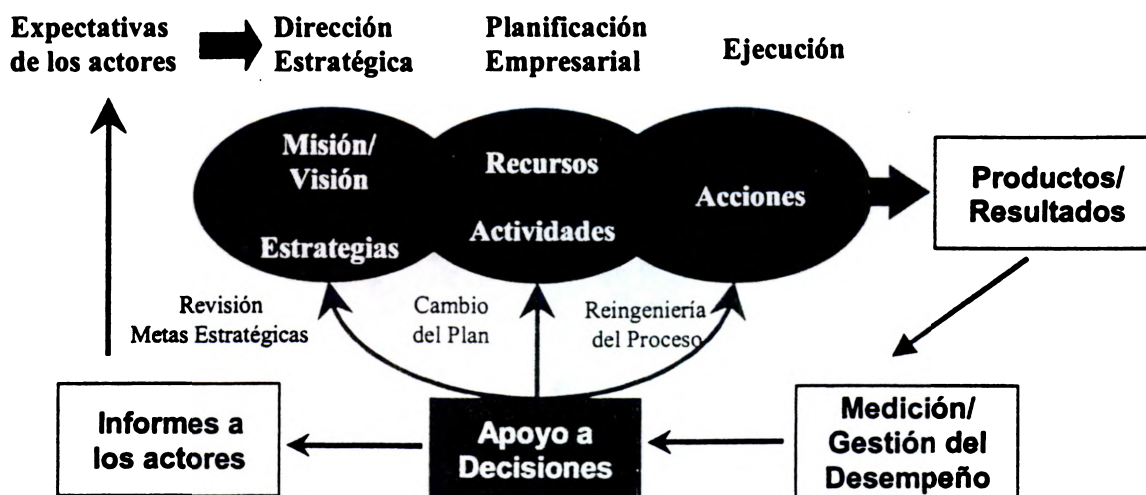 Expectativas
de los actores
Dirección
Estratégica
Planificación
Empresarial
Ejecución
Misión/
Visión
Estrategias
Recursos
Actividades
Acciones
Productos/
Resultados
Revisión
Metas Estratégicas
Cambio
del Plan
Reingeniería
del Proceso
Informes a
los actores
Apoyo a
Decisiones
Medición/
Gestión del
Desempeño